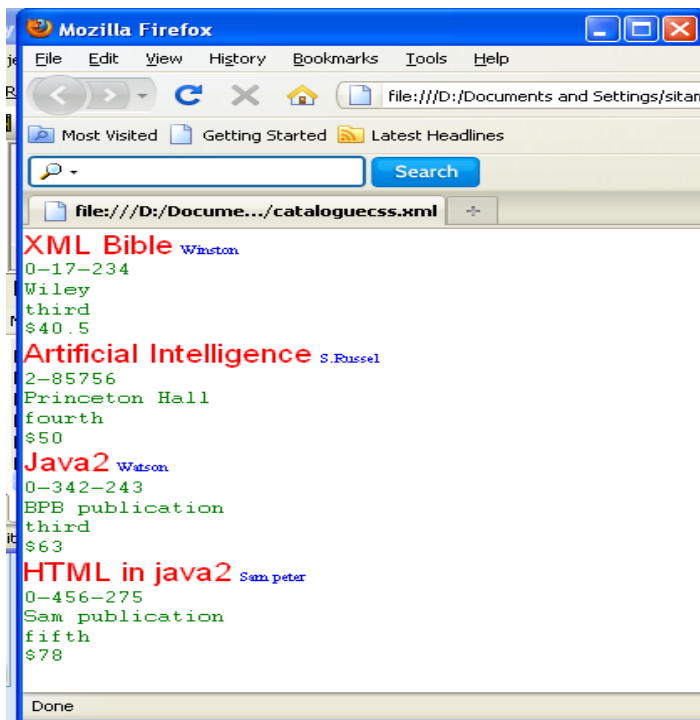 Mozilla Firefox
File Edit View History Bookmarks Tools Help
file:///D:/Documents and Settings/sitan
Most Visited Getting Started Latest Headlines
Search
file:///D:/Docume.../cataloguecss.xml
XML Bible Winston
0-17-234
Wiley
third
$40.5
Artificial Intelligence S.Russel
2-85756
Princeton Hall
fourth
$50
Java2 Watson
0-342-243
BPB publication
third
$63
HTML in java2 Sam peter
0-456-275
Sam publication
fifth
$78
Done